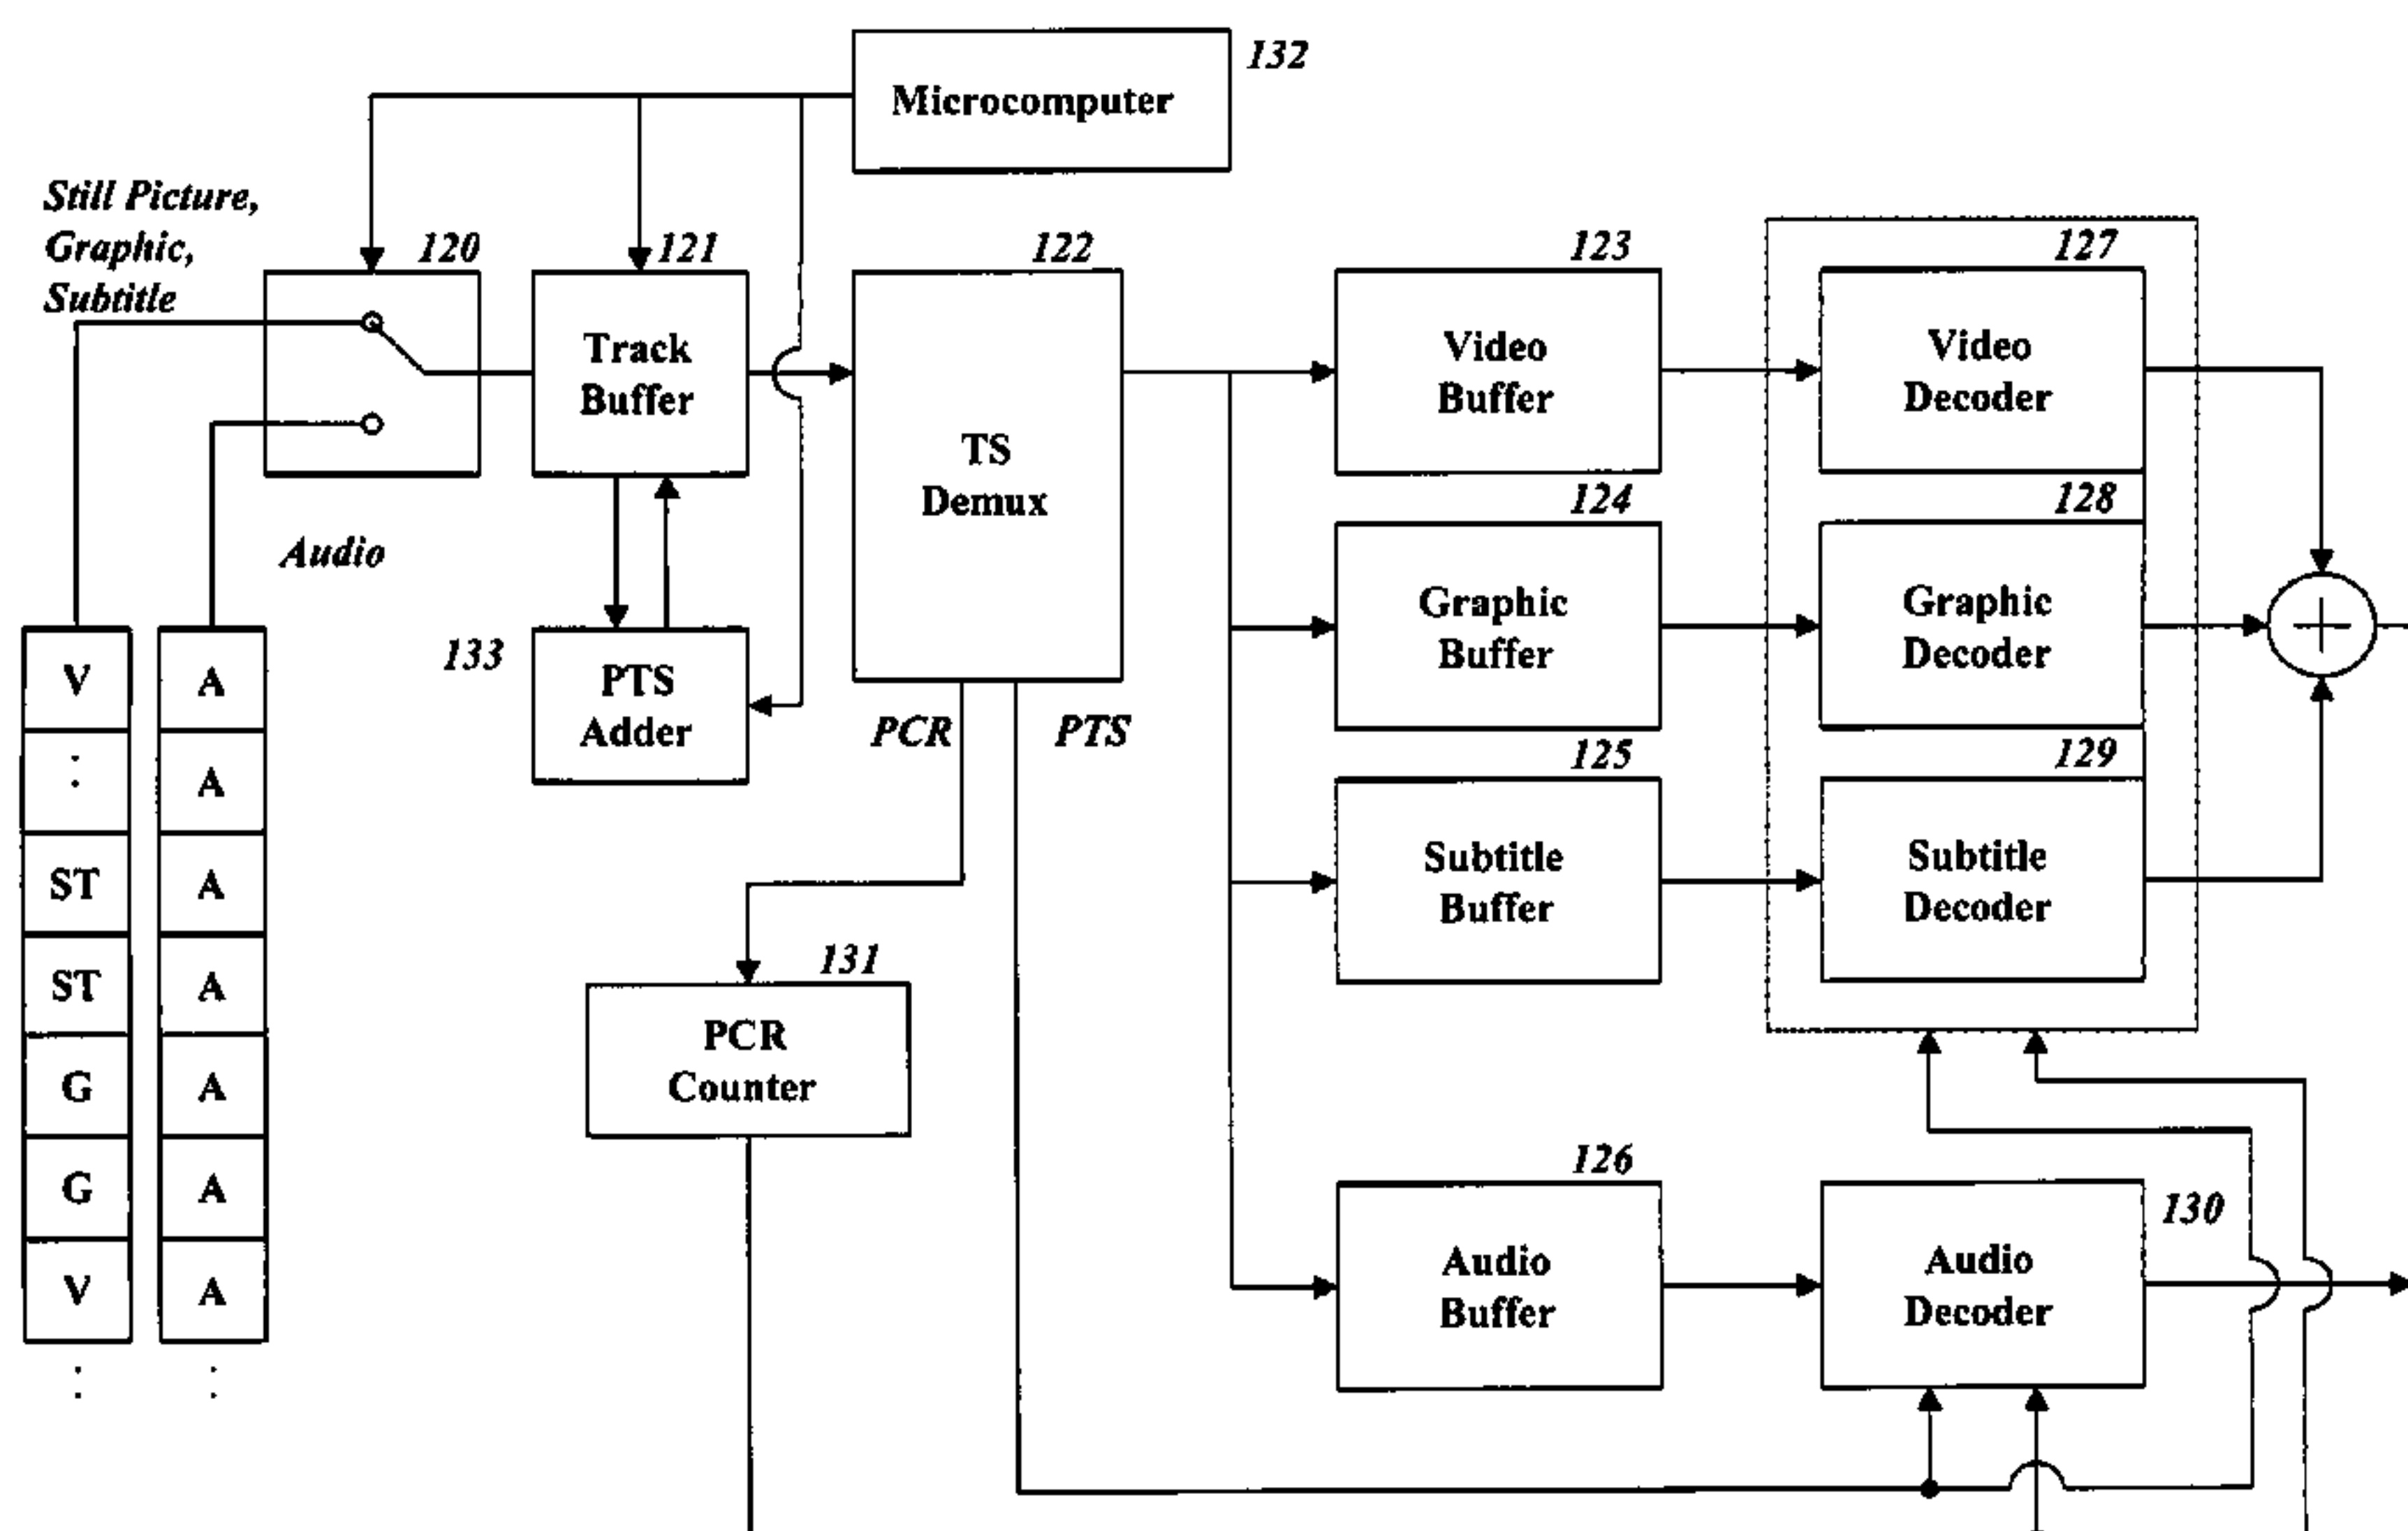 132
Microcomputer
Still Picture,
Graphic,
Subtitle
120
121
122
123
127
Track
Buffer
TS
Demux
Video
Buffer
Video
Decoder
124
128
Audio
Graphic
Buffer
Graphic
Decoder
133
PTS
Adder
PCR
PTS
125
129
Subtitle
Buffer
Subtitle
Decoder
V
:
ST
ST
G
G
V
:
A
A
A
A
A
A
A
:
131
PCR
Counter
126
130
Audio
Buffer
Audio
Decoder